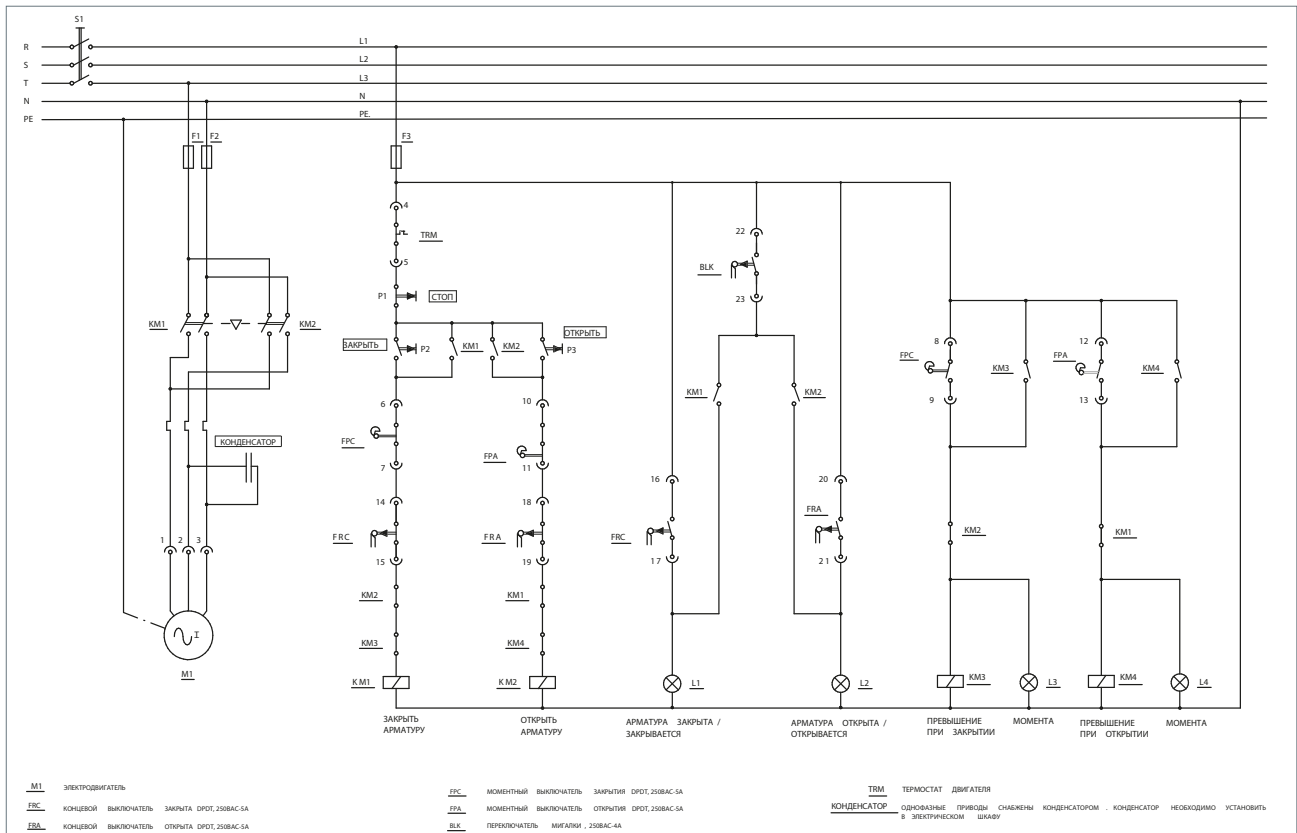 S1
R L1
S L2
T L3
N N
PE PE.
F1 F2 F3
4
TRM
22
BLK
5
23
P1 СТОП
KM1 KM2
ЗАКРЫТЬ P2 KM1 KM2 ОТКРЫТЬ P3
8 12
FPC KM3 FPA KM4
9 13
KM1 KM2
6 10
КОНДЕНСАТОР
FPC FPA
7 11
16 20
14 18
FRA
1 2 3
FRC FRA FRC
KM2 KM1
15 19 17 21
KM2 KM1
I
KM3 KM4
M1
KM1 KM2 L1 L2 KM3 L3 KM4 L4
ЗАКРЫТЬ
АРМАТУРУ
ОТКРЫТЬ
АРМАТУРУ
АРМАТУРА ЗАКРЫТА /
ЗАКРЫВАЕТСЯ
АРМАТУРА ОТКРЫТА /
ОТКРЫВАЕТСЯ
ПРЕВЫШЕНИЕ МОМЕНТА
ПРИ ЗАКРЫТИИ
ПРЕВЫШЕНИЕ МОМЕНТА
ПРИ ОТКРЫТИИ
M1 ЭЛЕКТРОДВИГАТЕЛЬ
FRC КОНЦЕВОЙ ВЫКЛЮЧАТЕЛЬ ЗАКРЫТА DPDT, 250BAC-5A
FRA КОНЦЕВОЙ ВЫКЛЮЧАТЕЛЬ ОТКРЫТА DPDT, 250BAC-5A
FPC МОМЕНТНЫЙ ВЫКЛЮЧАТЕЛЬ ЗАКРЫТИЯ DPDT, 250BAC-5A
FPA МОМЕНТНЫЙ ВЫКЛЮЧАТЕЛЬ ОТКРЫТИЯ DPDT, 250BAC-5A
BLK ПЕРЕКЛЮЧАТЕЛЬ МИГАЛКИ , 250BAC-4A
TRM ТЕРМОСТАТ ДВИГАТЕЛЯ
КОНДЕНСАТОР ОДНОФАЗНЫЕ ПРИВОДЫ СНАБЖЕНЫ КОНДЕНСАТОРОМ . КОНДЕНСАТОР НЕОБХОДИМО УСТАНОВИТЬ
В ЭЛЕКТРИЧЕСКОМ ШКАФУ